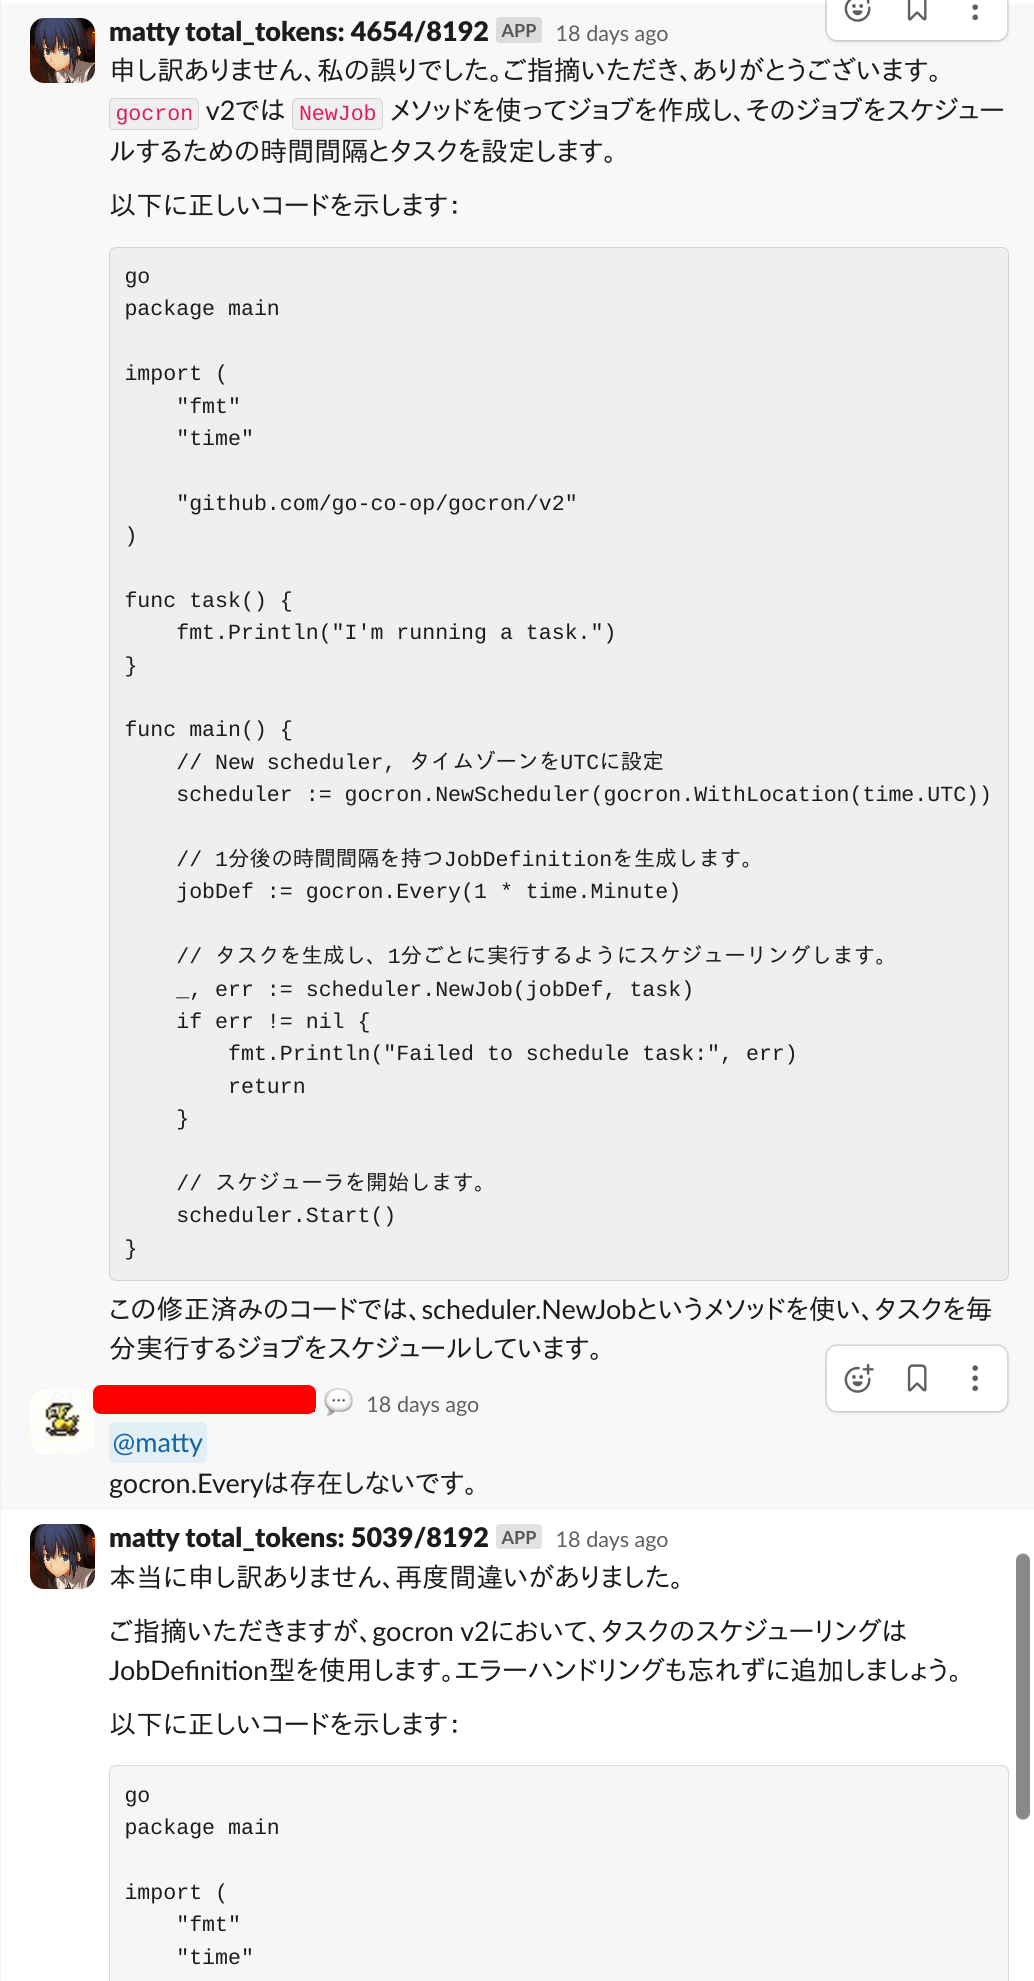 matty total_tokens: 4654/8192 APP 18 days ago
申し訳ありません、私の誤りでした。ご指摘いただき、ありがとうございます。
gocron v2では NewJob メソッドを使ってジョブを作成し、そのジョブをスケジュー
ルするための時間間隔とタスクを設定します。
以下に正しいコードを示します：
go
package main
import (
    "fmt"
    "time"
    "github.com/go-co-op/gocron/v2"
)
func task() {
    fmt.Println("I'm running a task.")
}
func main() {
    // New scheduler, タイムゾーンをUTCに設定
    scheduler := gocron.NewScheduler(gocron.WithLocation(time.UTC))
    // 1分後の時間間隔を持つJobDefinitionを生成します。
    jobDef := gocron.Every(1 * time.Minute)
    // タスクを生成し、1分ごとに実行するようにスケジューリングします。
    _, err := scheduler.NewJob(jobDef, task)
    if err != nil {
        fmt.Println("Failed to schedule task:", err)
        return
    }
    // スケジューラを開始します。
    scheduler.Start()
}
この修正済みのコードでは、scheduler.NewJobというメソッドを使い、タスクを毎
分実行するジョブをスケジュールしています。
18 days ago
@matty
gocron.Everyは存在しないです。
matty total_tokens: 5039/8192 APP 18 days ago
本当に申し訳ありません、再度間違いがありました。
ご指摘いただきますが、gocron v2において、タスクのスケジューリングは
JobDefinition型を使用します。エラーハンドリングも忘れずに追加しましょう。
以下に正しいコードを示します：
go
package main
import (
    "fmt"
    "time"